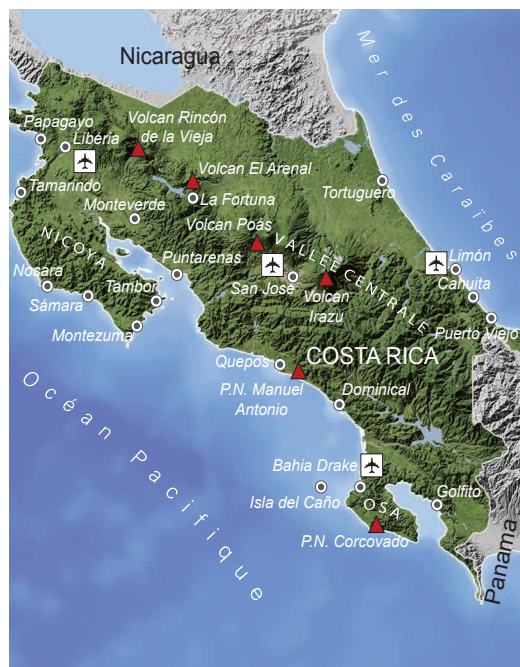 Nicaragua
Mer des Caraïbes
Papagayo
Libéria
Volcan Rincón
de la Vieja
Volcan El Arenal
Tamarindo
La Fortuna
Tortuguero
Monteverde
Volcan Poás
NICOYA
VALLÉE CENTRALE
Puntarenas
Limón
Nosara
San José
Cahuita
Sámara
Tambor
Volcan
Irazu
Montezuma
Puerto Viejo
Quepos
COSTA RICA
P.N. Manuel
Antonio
Dominical
Océan Pacifique
Bahia Drake
Isla del Caño
OSA
Golfito
P.N. Corcovado
Panama